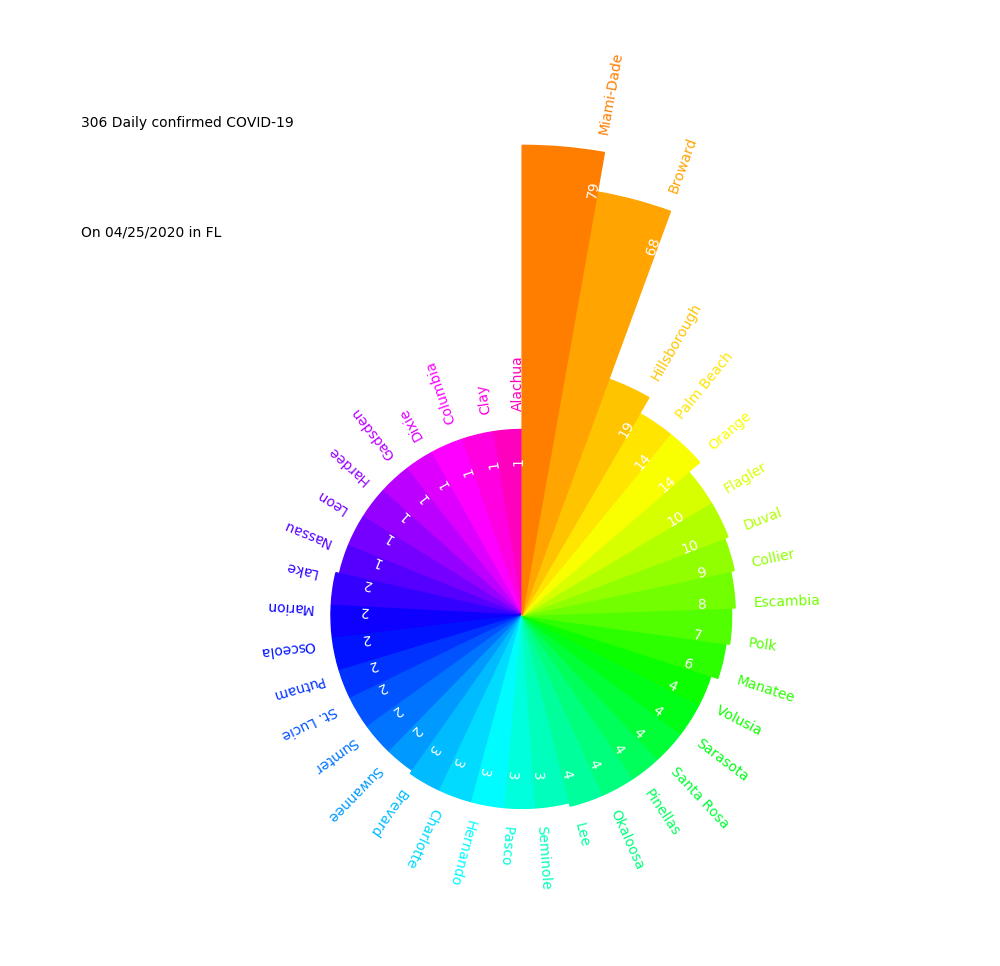 306 Daily confirmed COVID-19
On 04/25/2020 in FL
Miami-Dade
79
Broward
68
Hillsborough
19
Palm Beach
14
Orange
14
Flagler
10
Duval
10
Collier
9
Escambia
8
Polk
7
Manatee
6
Volusia
4
Sarasota
4
Santa Rosa
4
Pinellas
4
Okaloosa
4
Lee
4
Seminole
3
Pasco
3
Hernando
3
Charlotte
3
Brevard
3
Suwannee
2
Sumter
2
St. Lucie
2
Putnam
2
Osceola
2
Marion
2
Lake
2
Nassau
1
Leon
1
Hardee
1
Gadsden
1
Dixie
1
Columbia
1
Clay
1
Alachua
1